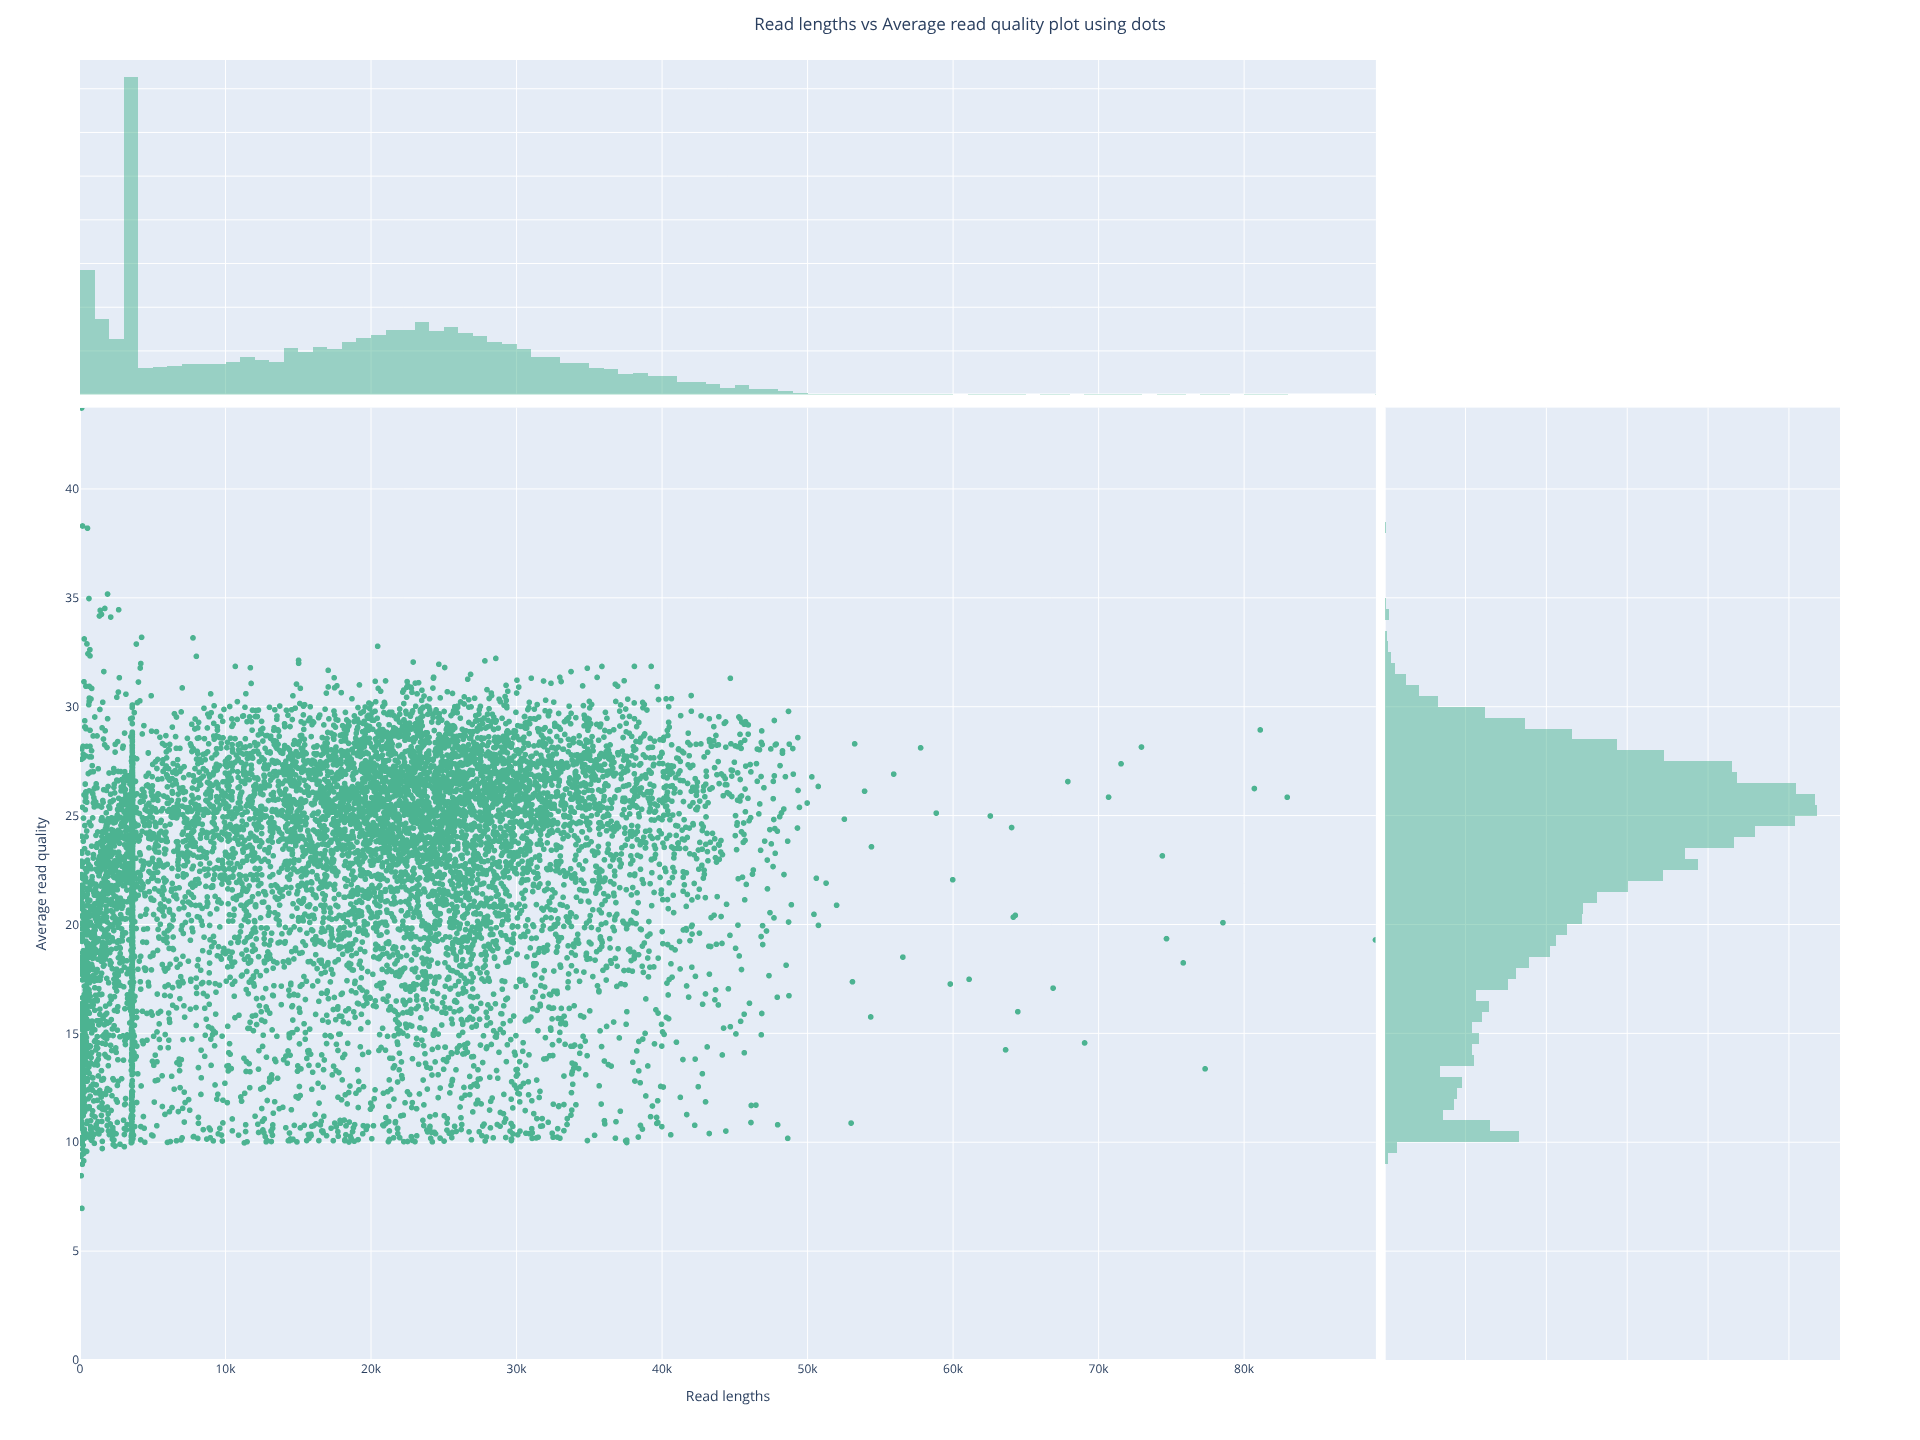 Read lengths vs Average read quality plot using dots
40
35
30
25
20
15
10
5
0
Average read quality
0 10k 20k 30k 40k 50k 60k 70k 80k
Read lengths